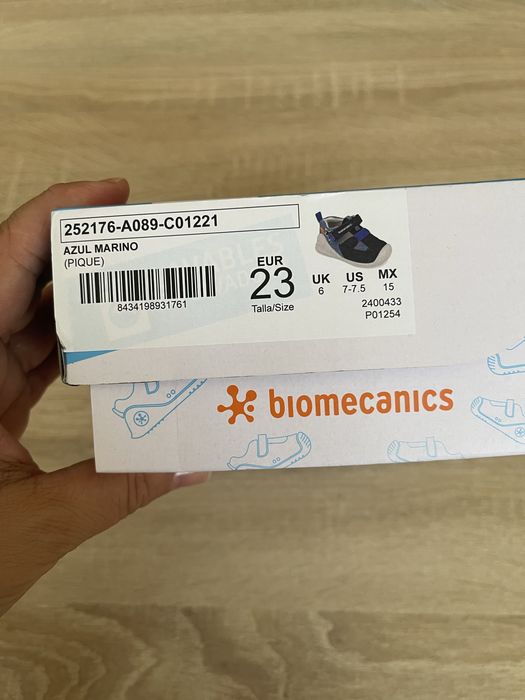 252176-A089-C01221
AZUL MARINO
(PIQUE)
8434198931761
EUR
23
Talla/Size
UK US MX
6 7-7.5 15
2400433
P01254
biomecanics